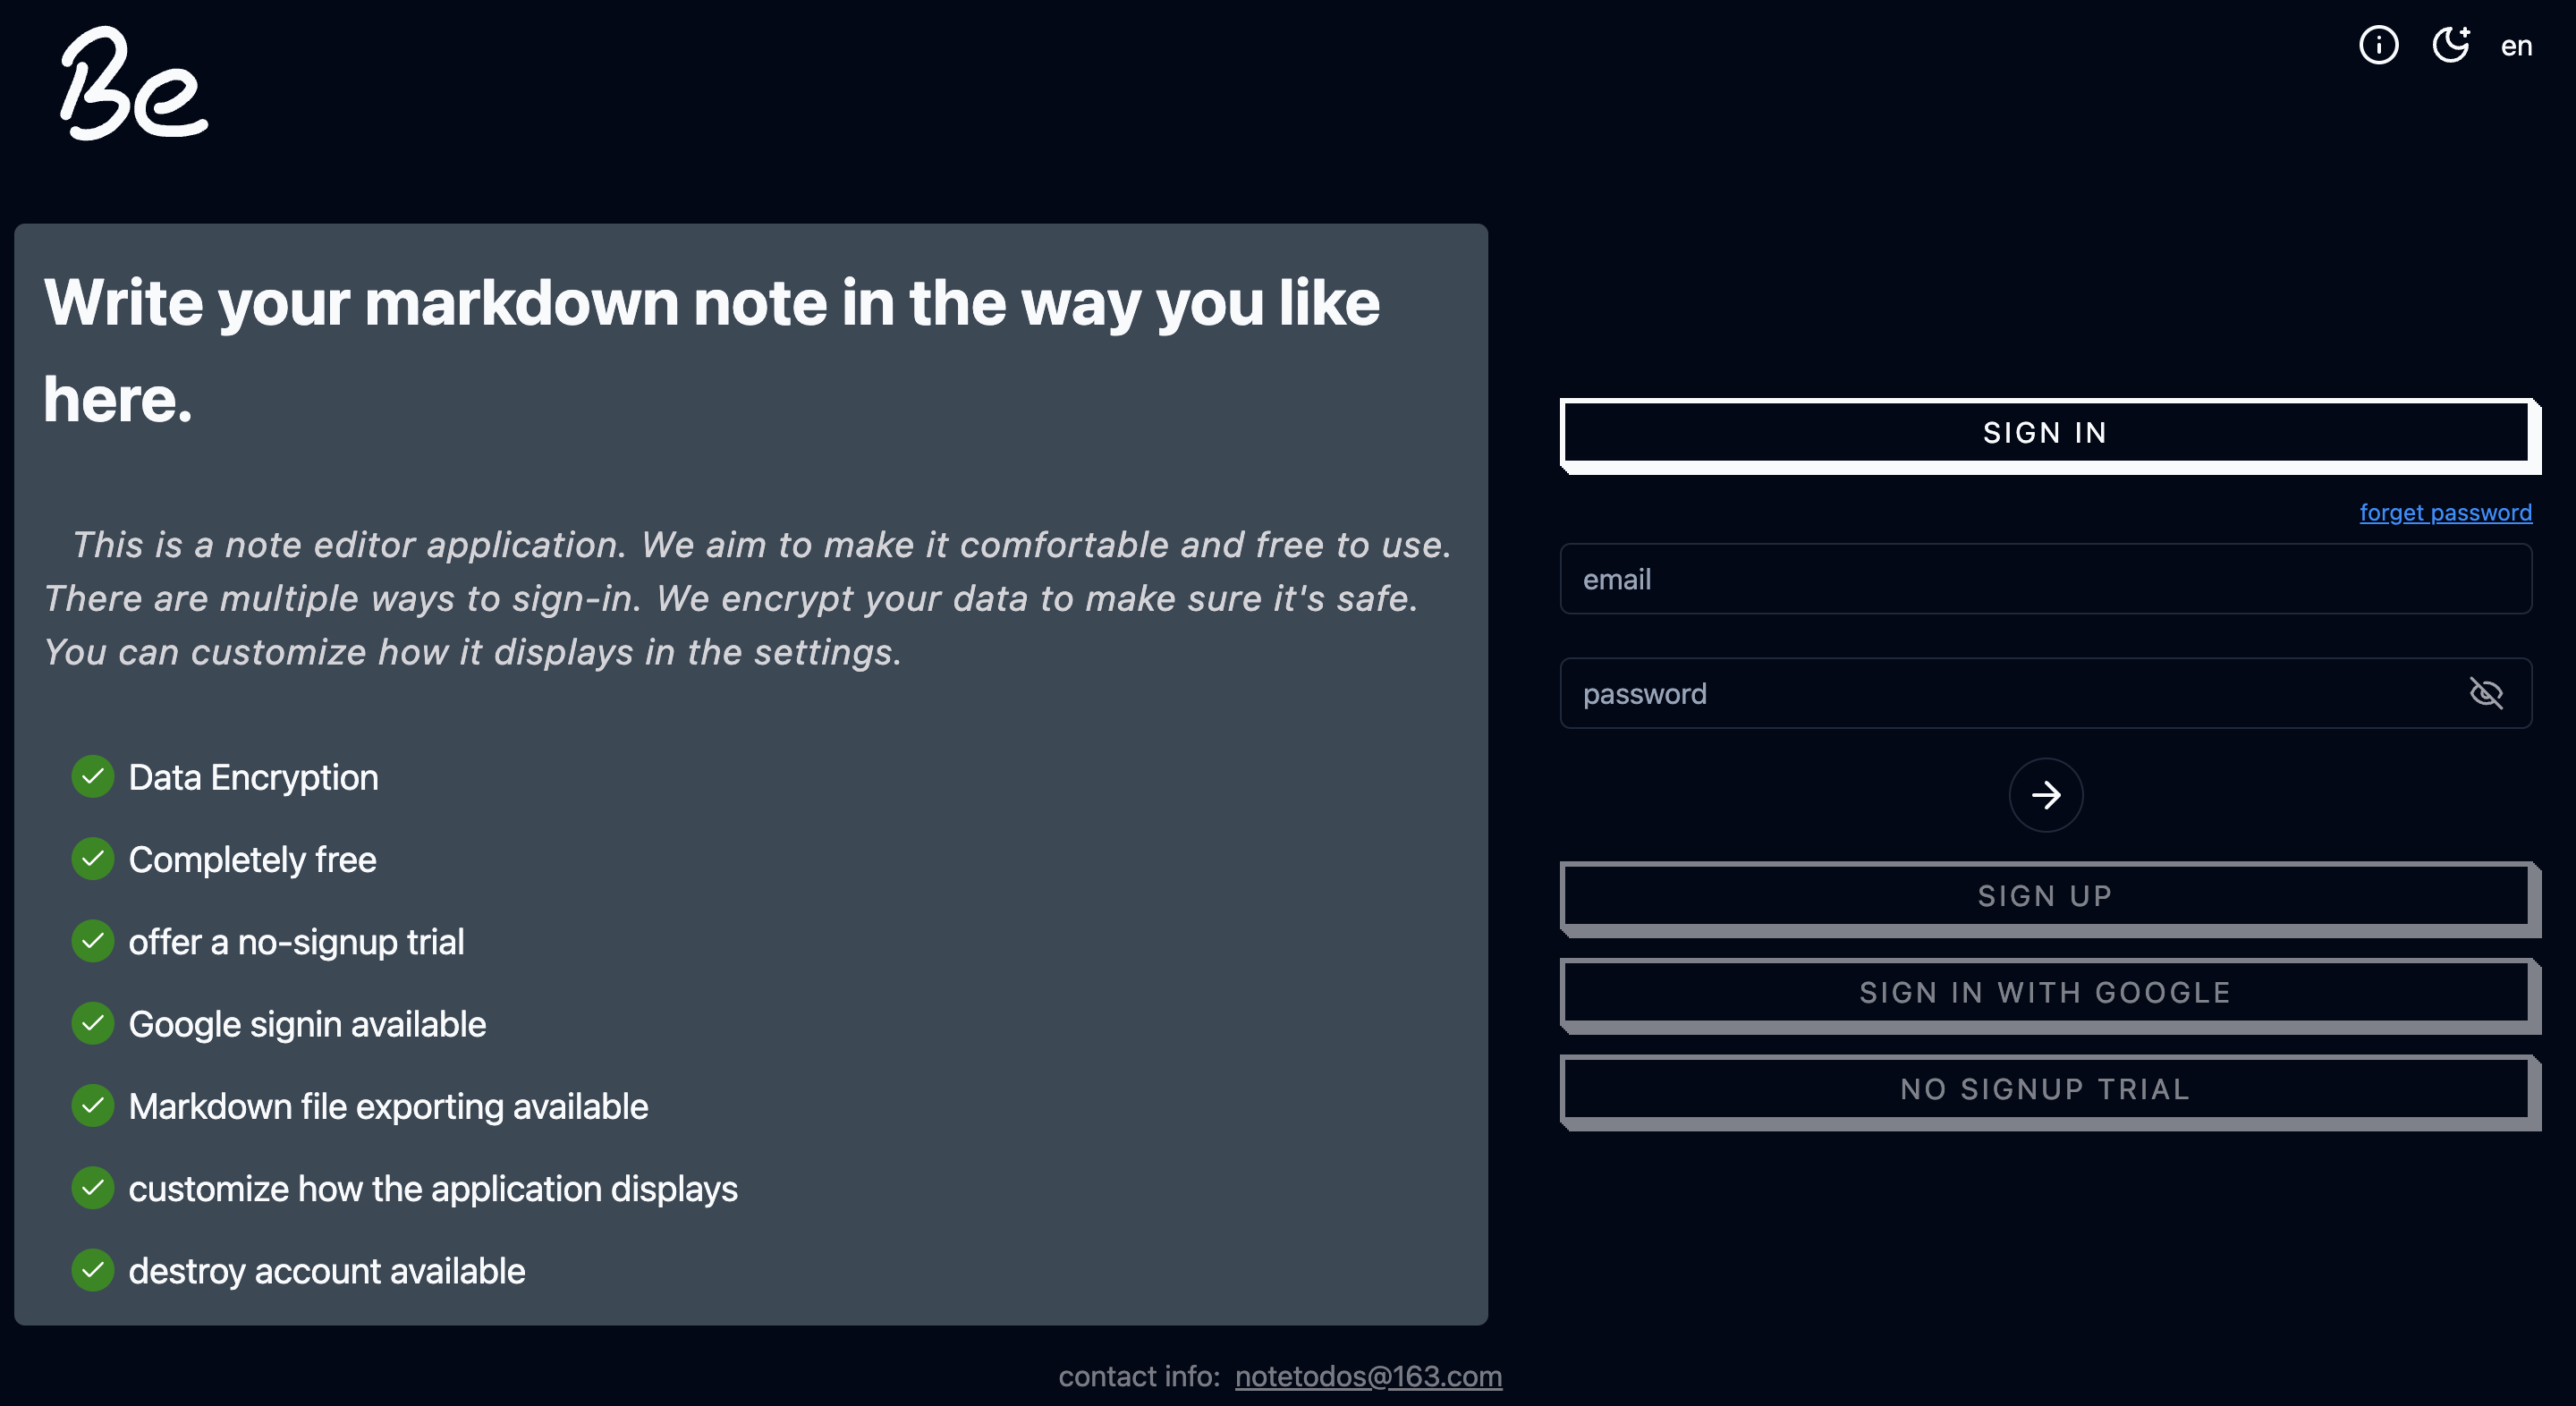 Be
en
Write your markdown note in the way you like
here.
This is a note editor application. We aim to make it comfortable and free to use.
There are multiple ways to sign-in. We encrypt your data to make sure it's safe.
You can customize how it displays in the settings.
Data Encryption
Completely free
offer a no-signup trial
Google signin available
Markdown file exporting available
customize how the application displays
destroy account available
SIGN IN
forget password
email
password
SIGN UP
SIGN IN WITH GOOGLE
NO SIGNUP TRIAL
contact info: notetodos@163.com